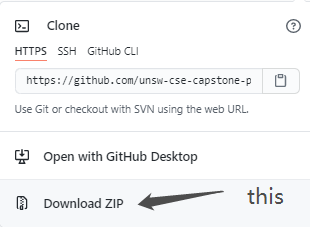 Clone
HTTPS SSH GitHub CLI
https://github.com/unsw-cse-capstone-p
Use Git or checkout with SVN using the web URL.
Open with GitHub Desktop
Download ZIP this